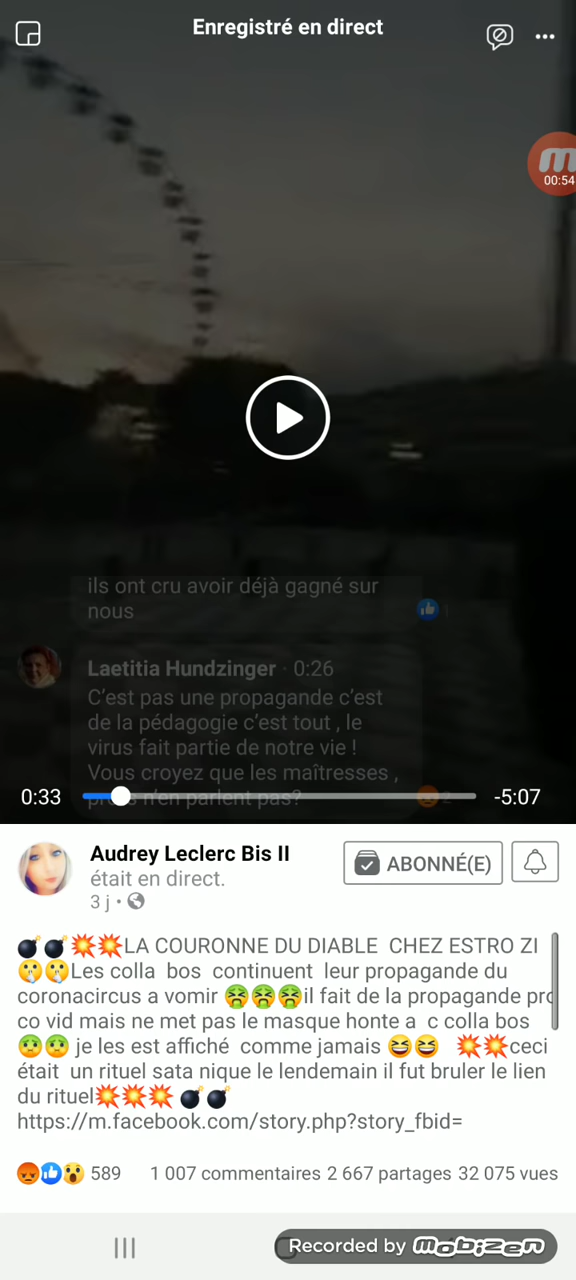 Enregistré en direct
00:54
ils ont cru avoir déjà gagné sur
nous
Laetitia Hundzinger · 0:26
C'est pas une propagande c'est
de la pédagogie c'est tout , le
virus fait partie de notre vie !
Vous croyez que les maîtresses ,
profs n'en parlent pas?
0:33
-5:07
Audrey Leclerc Bis II
était en direct.
3 j •
ABONNÉ(E)
💣💣💥💥LA COURONNE DU DIABLE CHEZ ESTRO ZI
🤫🤫Les colla bos continuent leur propagande du
coronacircus a vomir 🤮🤮🤮il fait de la propagande pro
co vid mais ne met pas le masque honte a c colla bos
🤢🤢 je les est affiché comme jamais 😆😆 💥💥ceci
était un rituel sata nique le lendemain il fut bruler le lien
du rituel💥💥💥 💣💣
https://m.facebook.com/story.php?story_fbid=
589
1 007 commentaires 2 667 partages 32 075 vues
Recorded by mobizen